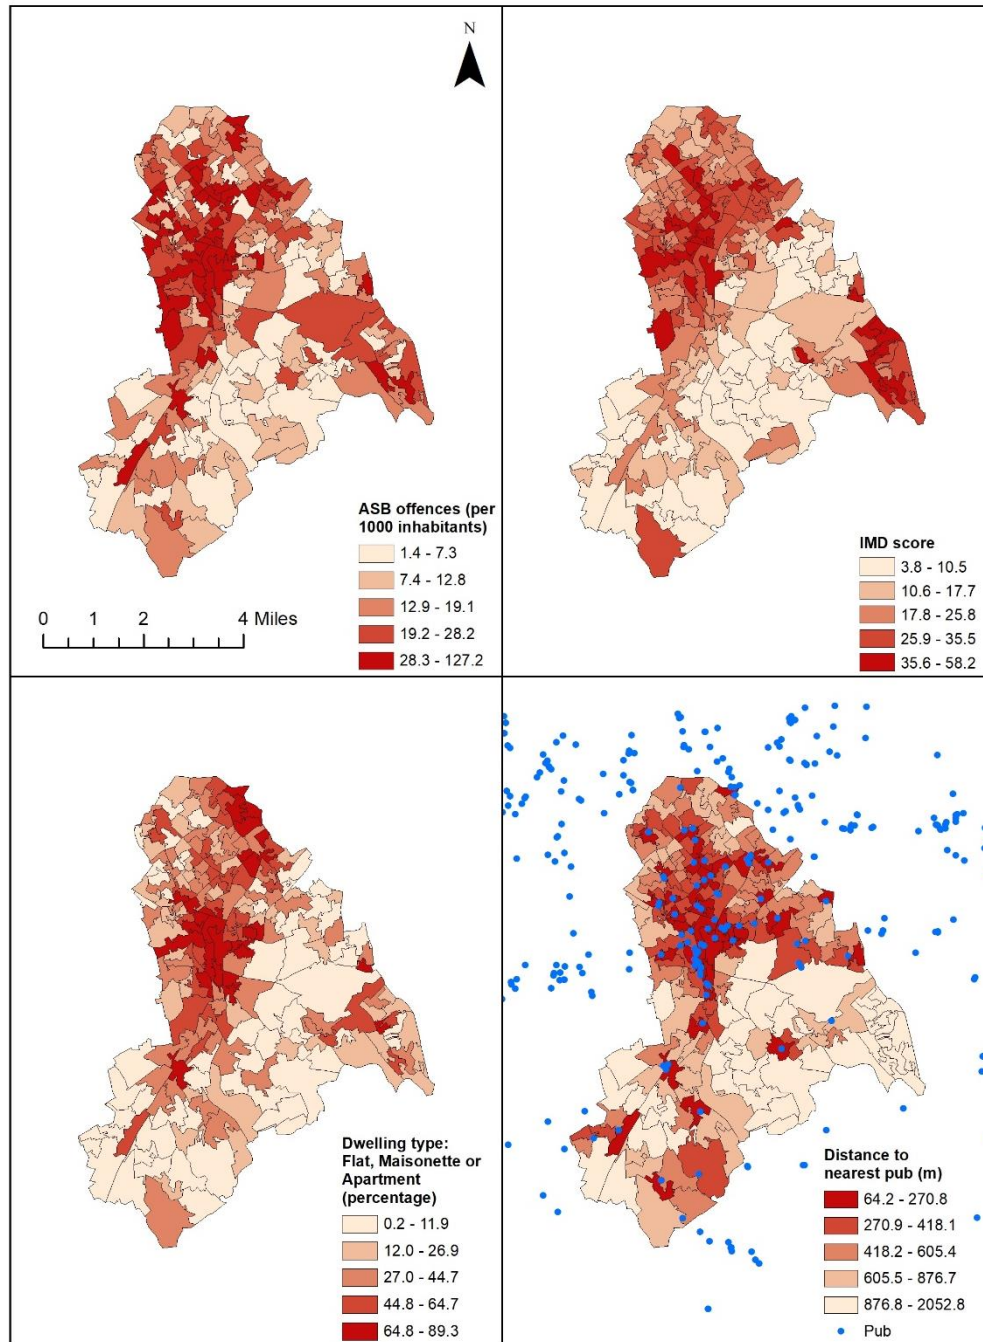 N
ASB offences (per
1000 inhabitants)
1.4 - 7.3
7.4 - 12.8
12.9 - 19.1
19.2 - 28.2
28.3 - 127.2
0 1 2 4 Miles
IMD score
3.8 - 10.5
10.6 - 17.7
17.8 - 25.8
25.9 - 35.5
35.6 - 58.2
Dwelling type:
Flat, Maisonette or
Apartment
(percentage)
0.2 - 11.9
12.0 - 26.9
27.0 - 44.7
44.8 - 64.7
64.8 - 89.3
Distance to
nearest pub (m)
64.2 - 270.8
270.9 - 418.1
418.2 - 605.4
605.5 - 876.7
876.8 - 2052.8
Pub